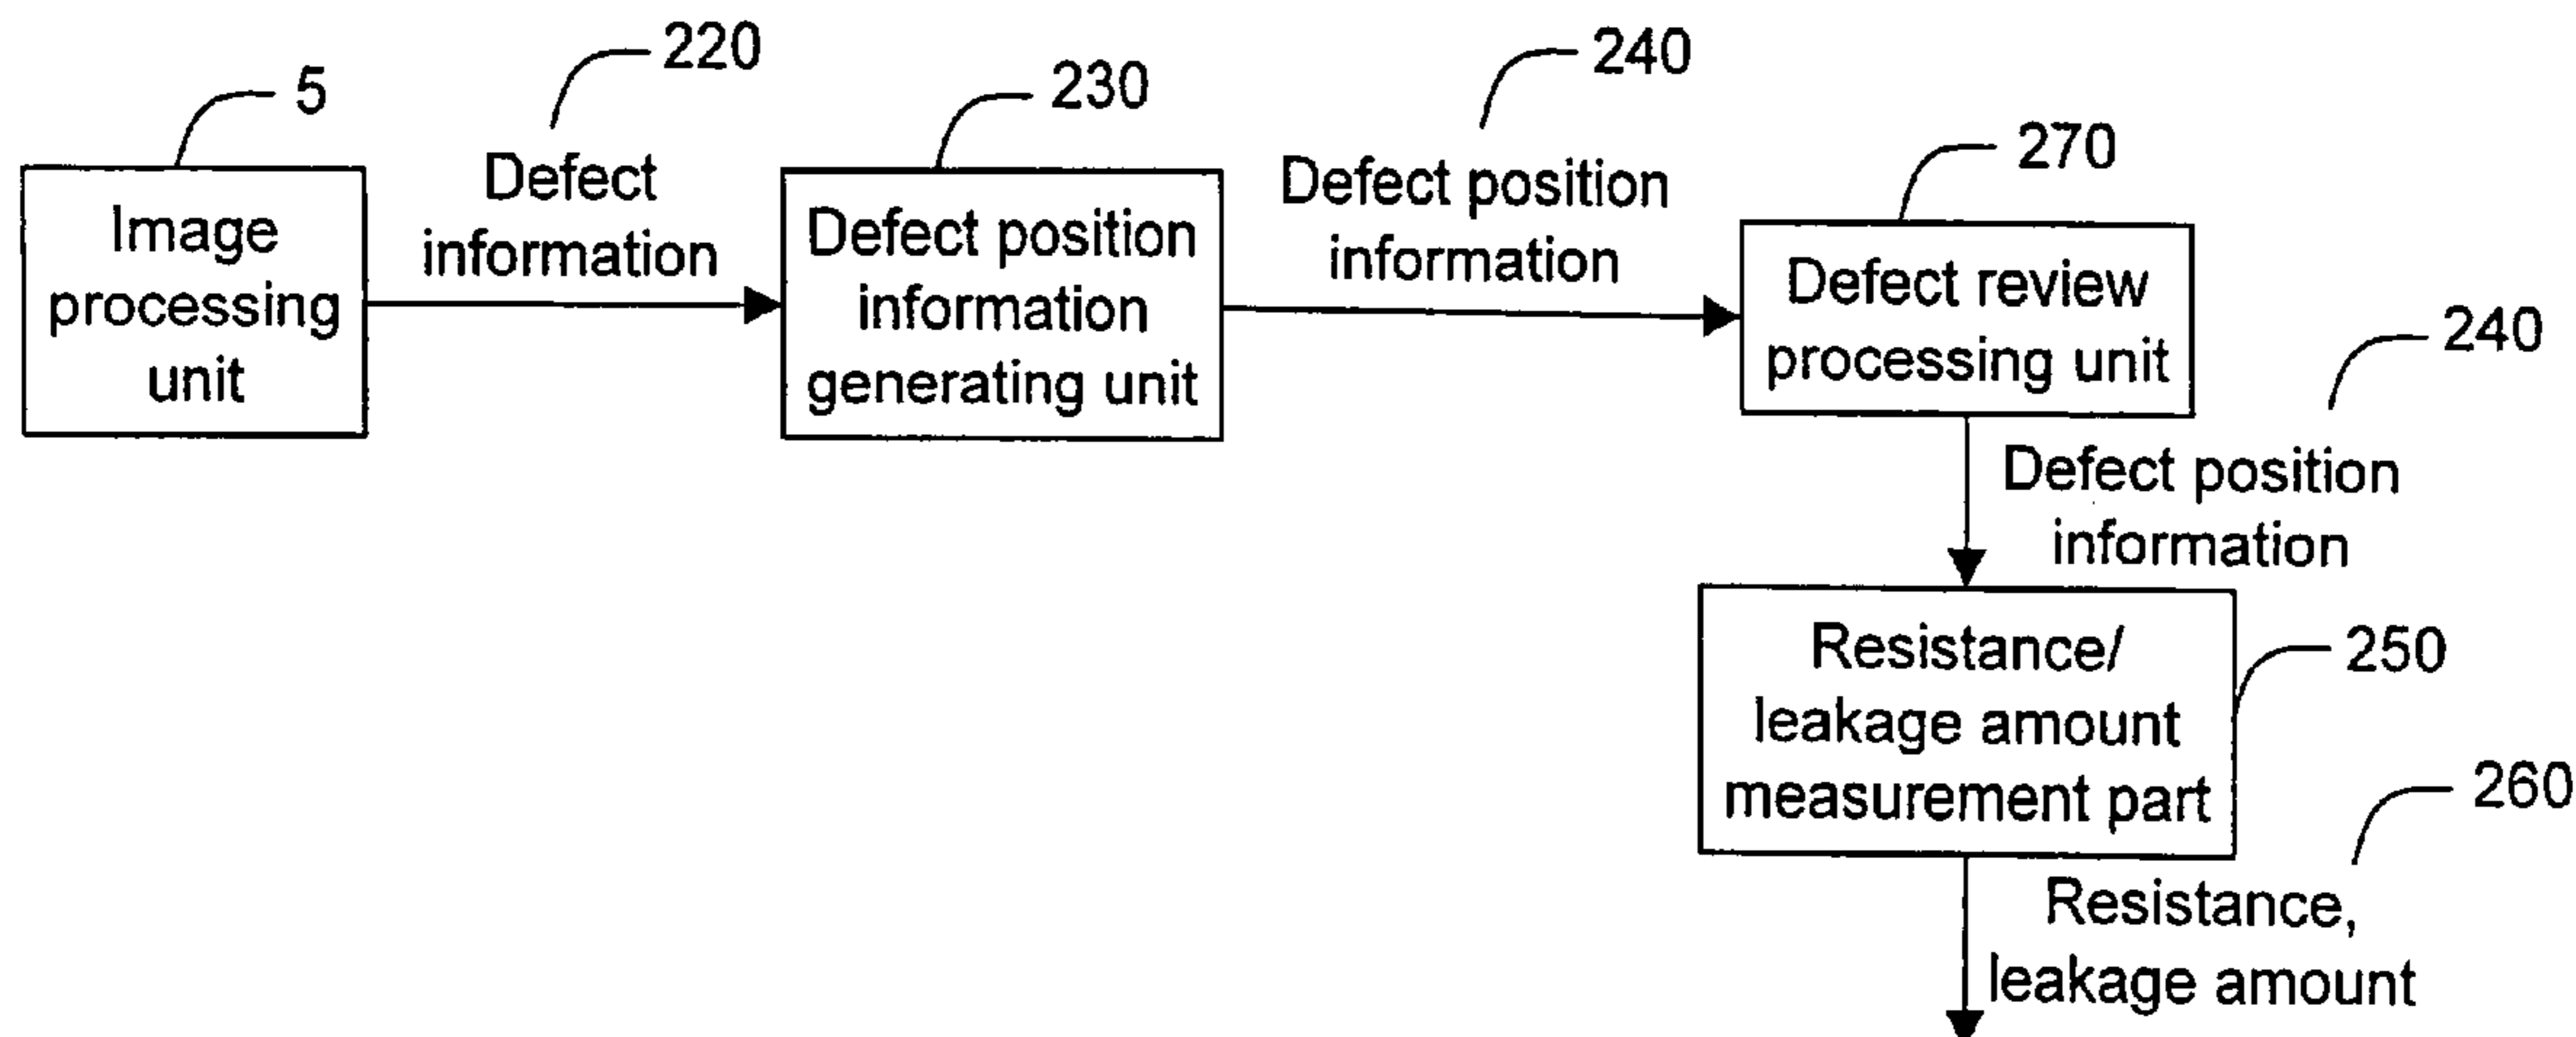 5
Image
processing
unit
220
Defect
information
230
Defect position
information
generating unit
240
Defect position
information
270
Defect review
processing unit
240
Defect position
information
Resistance/
leakage amount
measurement part
250
260
Resistance,
leakage amount